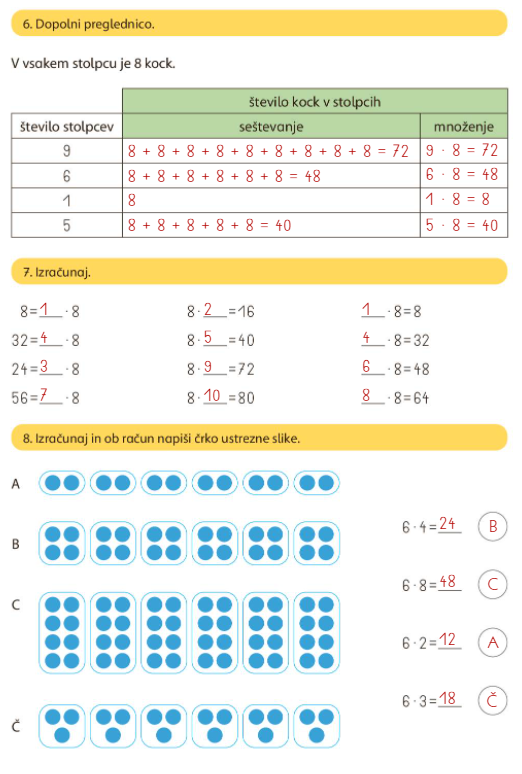 6. Dopolni preglednico.
V vsakem stolpcu je 8 kock.
število kock v stolpcih
število stolpcev seštevanje množenje
9 8 + 8 + 8 + 8 + 8 + 8 + 8 + 8 + 8 = 72 9 · 8 = 72
6 8 + 8 + 8 + 8 + 8 + 8 = 48 6 · 8 = 48
1 8 1 · 8 = 8
5 8 + 8 + 8 + 8 + 8 = 40 5 · 8 = 40
7. Izračunaj.
8=1 · 8 8 · 2=16 1 · 8=8
32=4 · 8 8 · 5=40 4 · 8=32
24=3 · 8 8 · 9=72 6 · 8=48
56=7 · 8 8 · 10=80 8 · 8=64
8. Izračunaj in ob račun napiši črko ustrezne slike.
A
B
6 · 4=24 B
C
6 · 8=48 C
6 · 2=12 A
6 · 3=18 Č
Č